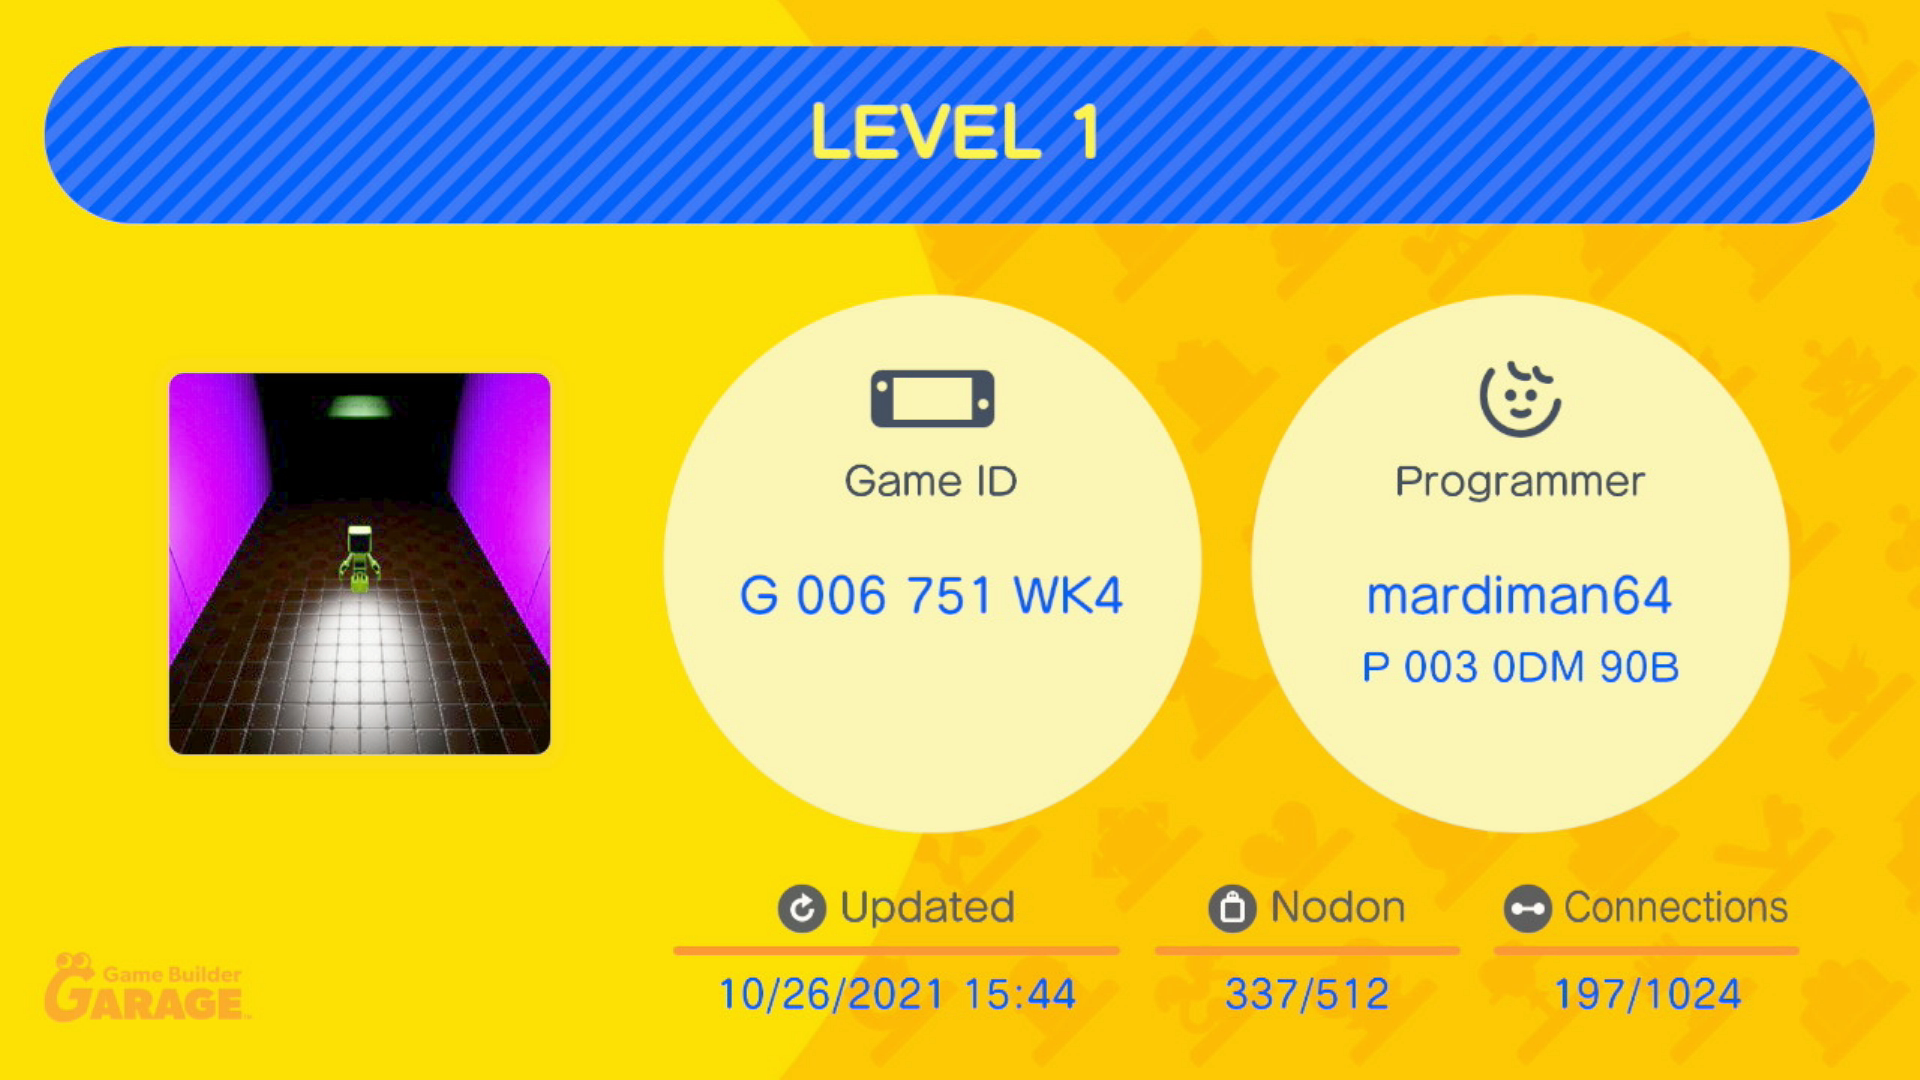 LEVEL 1
Game ID
G 006 751 WK4
Programmer
mardiman64
P 003 0DM 90B
Updated
10/26/2021 15:44
Nodon
337/512
Connections
197/1024
Game Builder
GARAGE